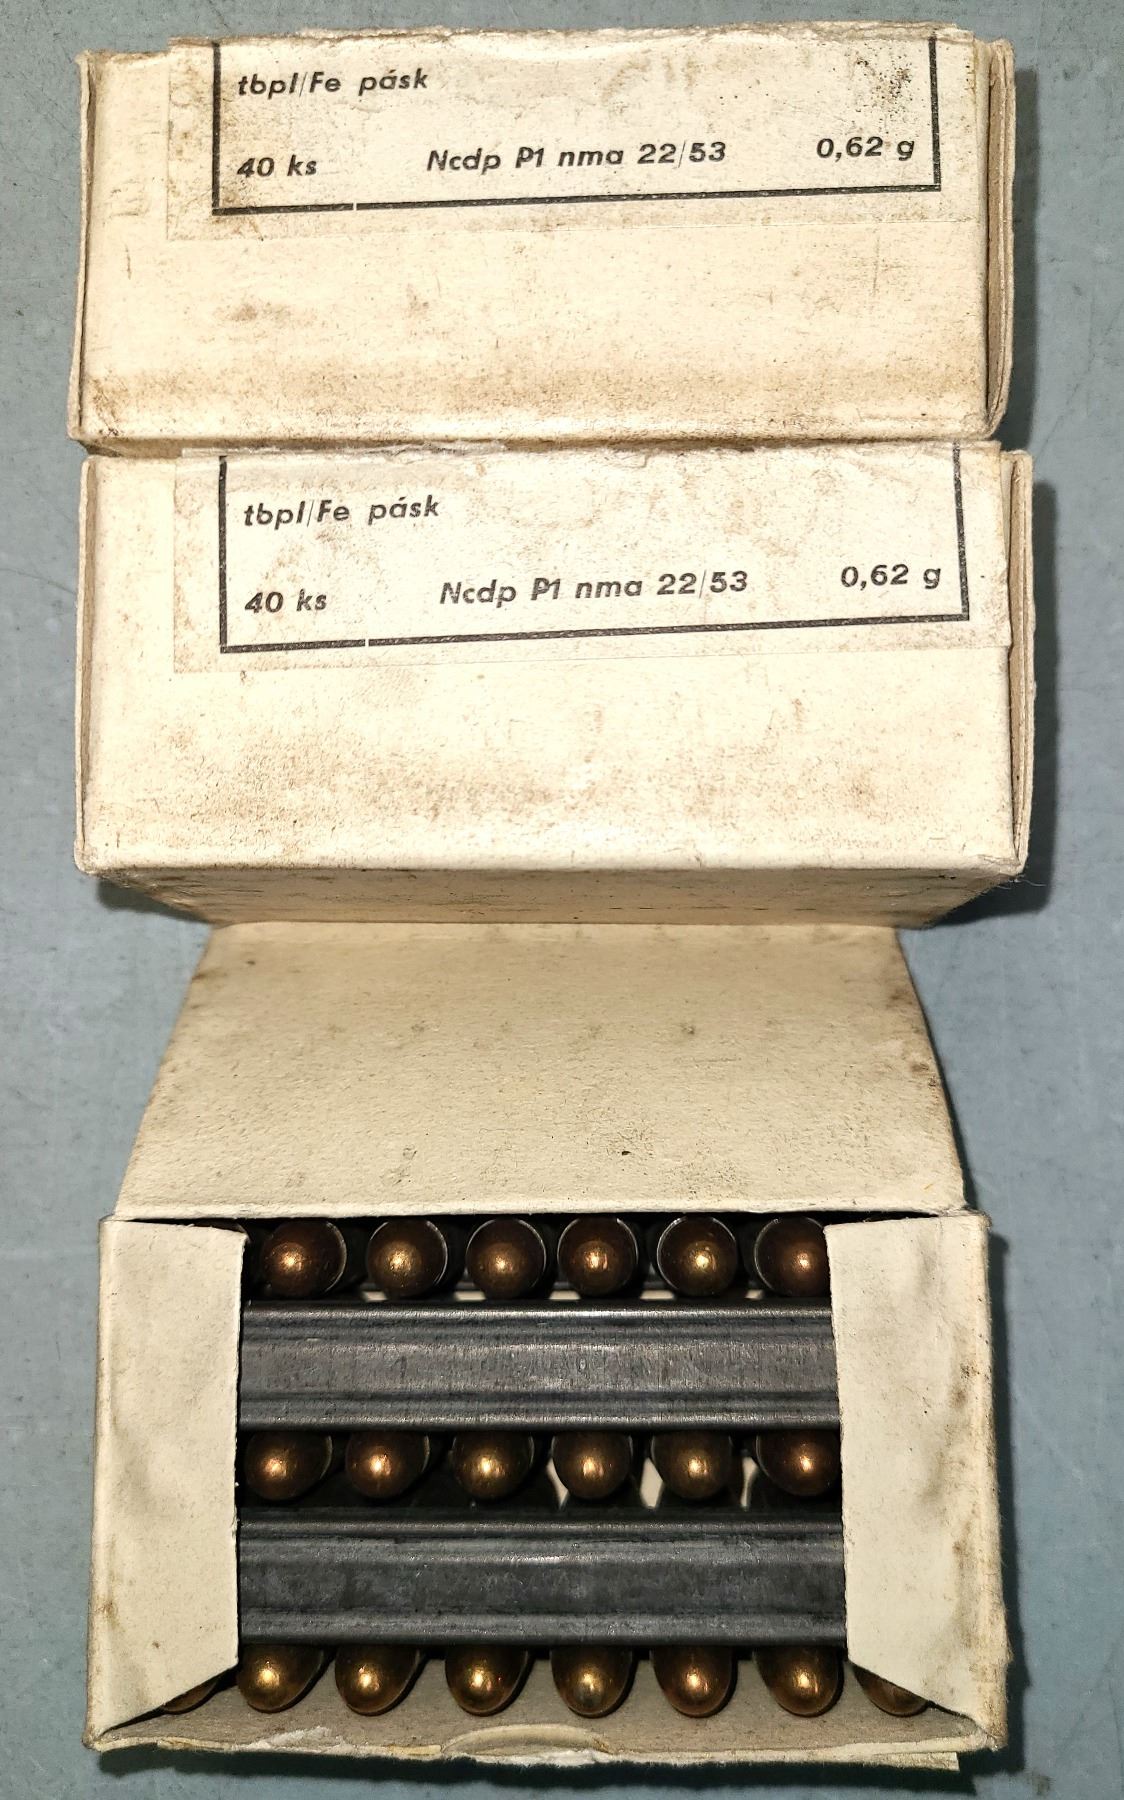 tbpl/Fe pásk
40 ks Ncdp P1 nma 22/53 0,62 g
tbpl/Fe pásk
40 ks Ncdp P1 nma 22/53 0,62 g